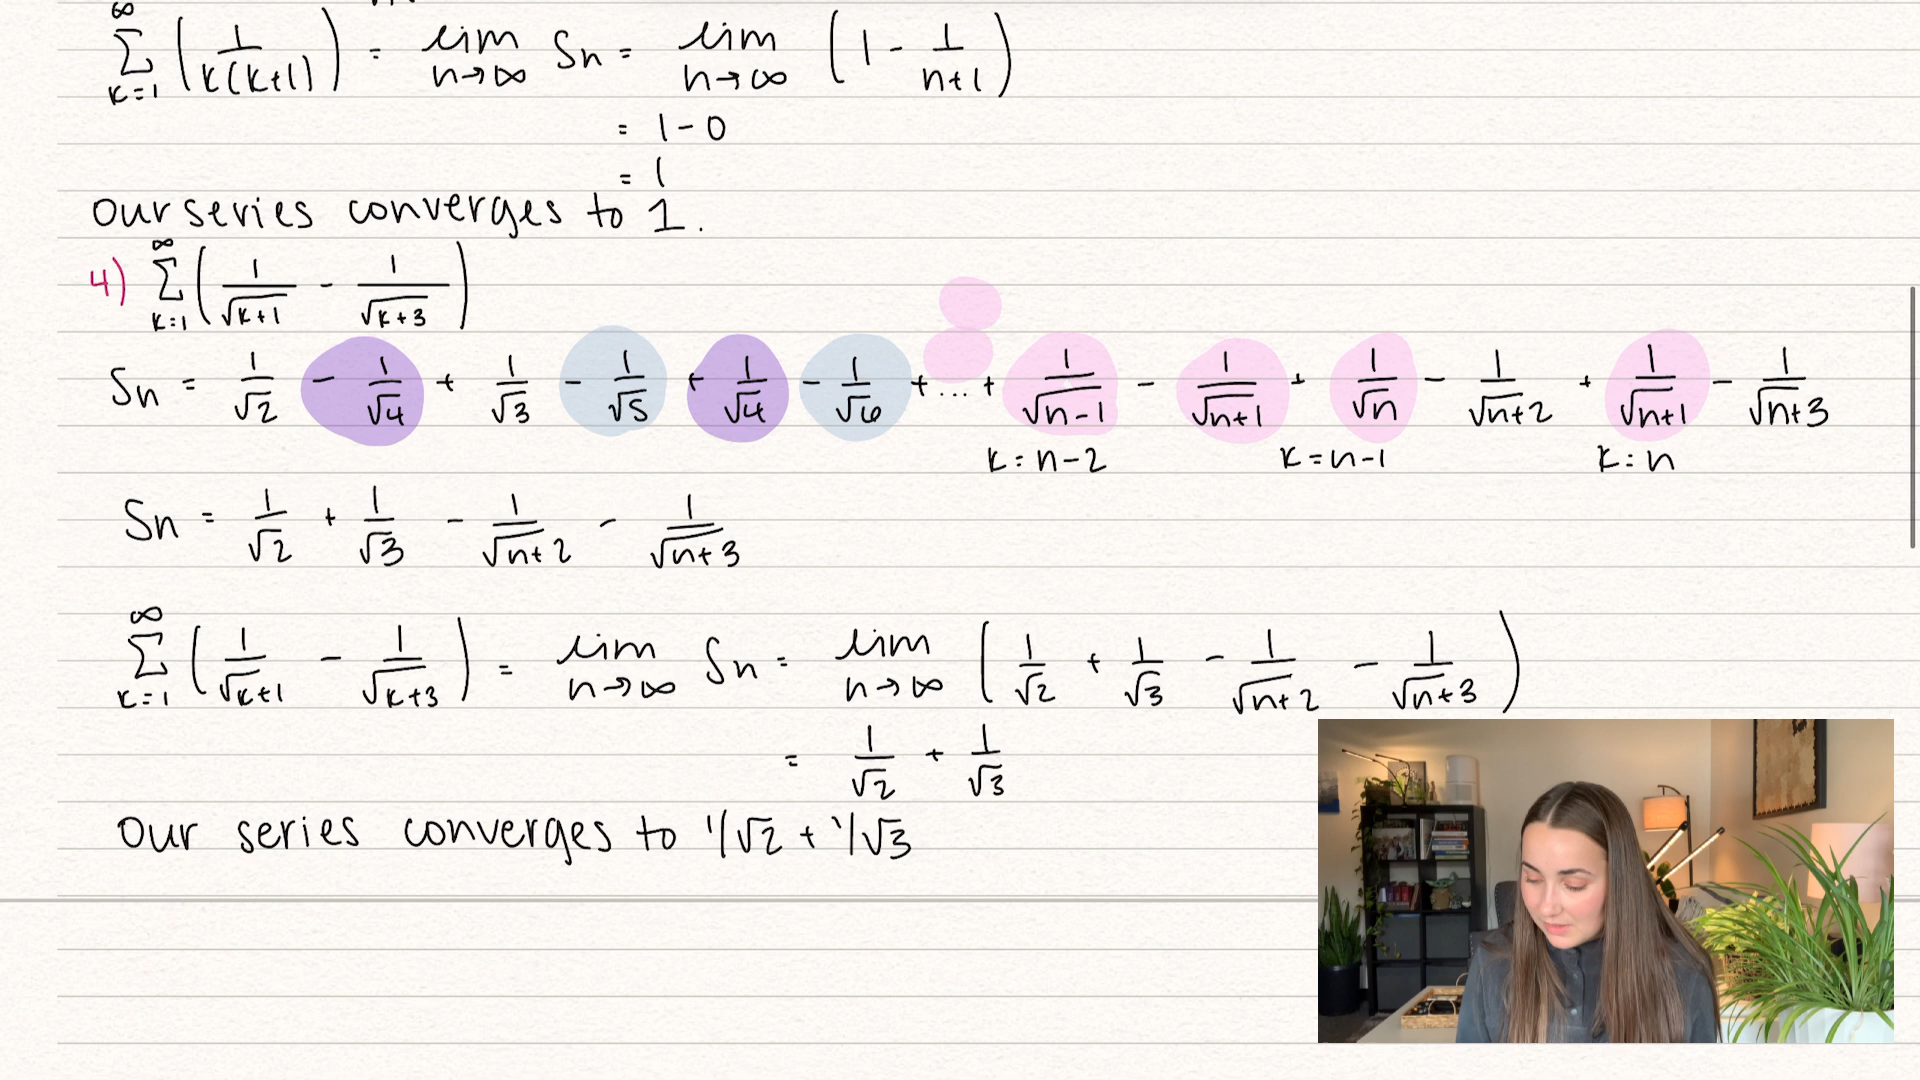 ∞
Σ ( 1/(k(k+1)) ) = lim Sn = lim ( 1 - 1/(n+1) )
k=1 n→∞ n→∞
= 1 - 0
= 1
our series converges to 1.
4) ∞ Σ k=1 ( 1/√(k+1) - 1/√(k+3) )
Sn = 1/√2 - 1/√4 + 1/√3 - 1/√5 + 1/√4 - 1/√6 + ... + 1/√(n-1) - 1/√(n+1) + 1/√n - 1/√(n+2) + 1/√(n+1) - 1/√(n+3)
k=n-2 k=n-1 k=n
Sn = 1/√2 + 1/√3 - 1/√(n+2) - 1/√(n+3)
∞
Σ ( 1/√(k+1) - 1/√(k+3) ) = lim Sn = lim ( 1/√2 + 1/√3 - 1/√(n+2) - 1/√(n+3) )
k=1 n→∞ n→∞
= 1/√2 + 1/√3
Our series converges to 1/√2 + 1/√3